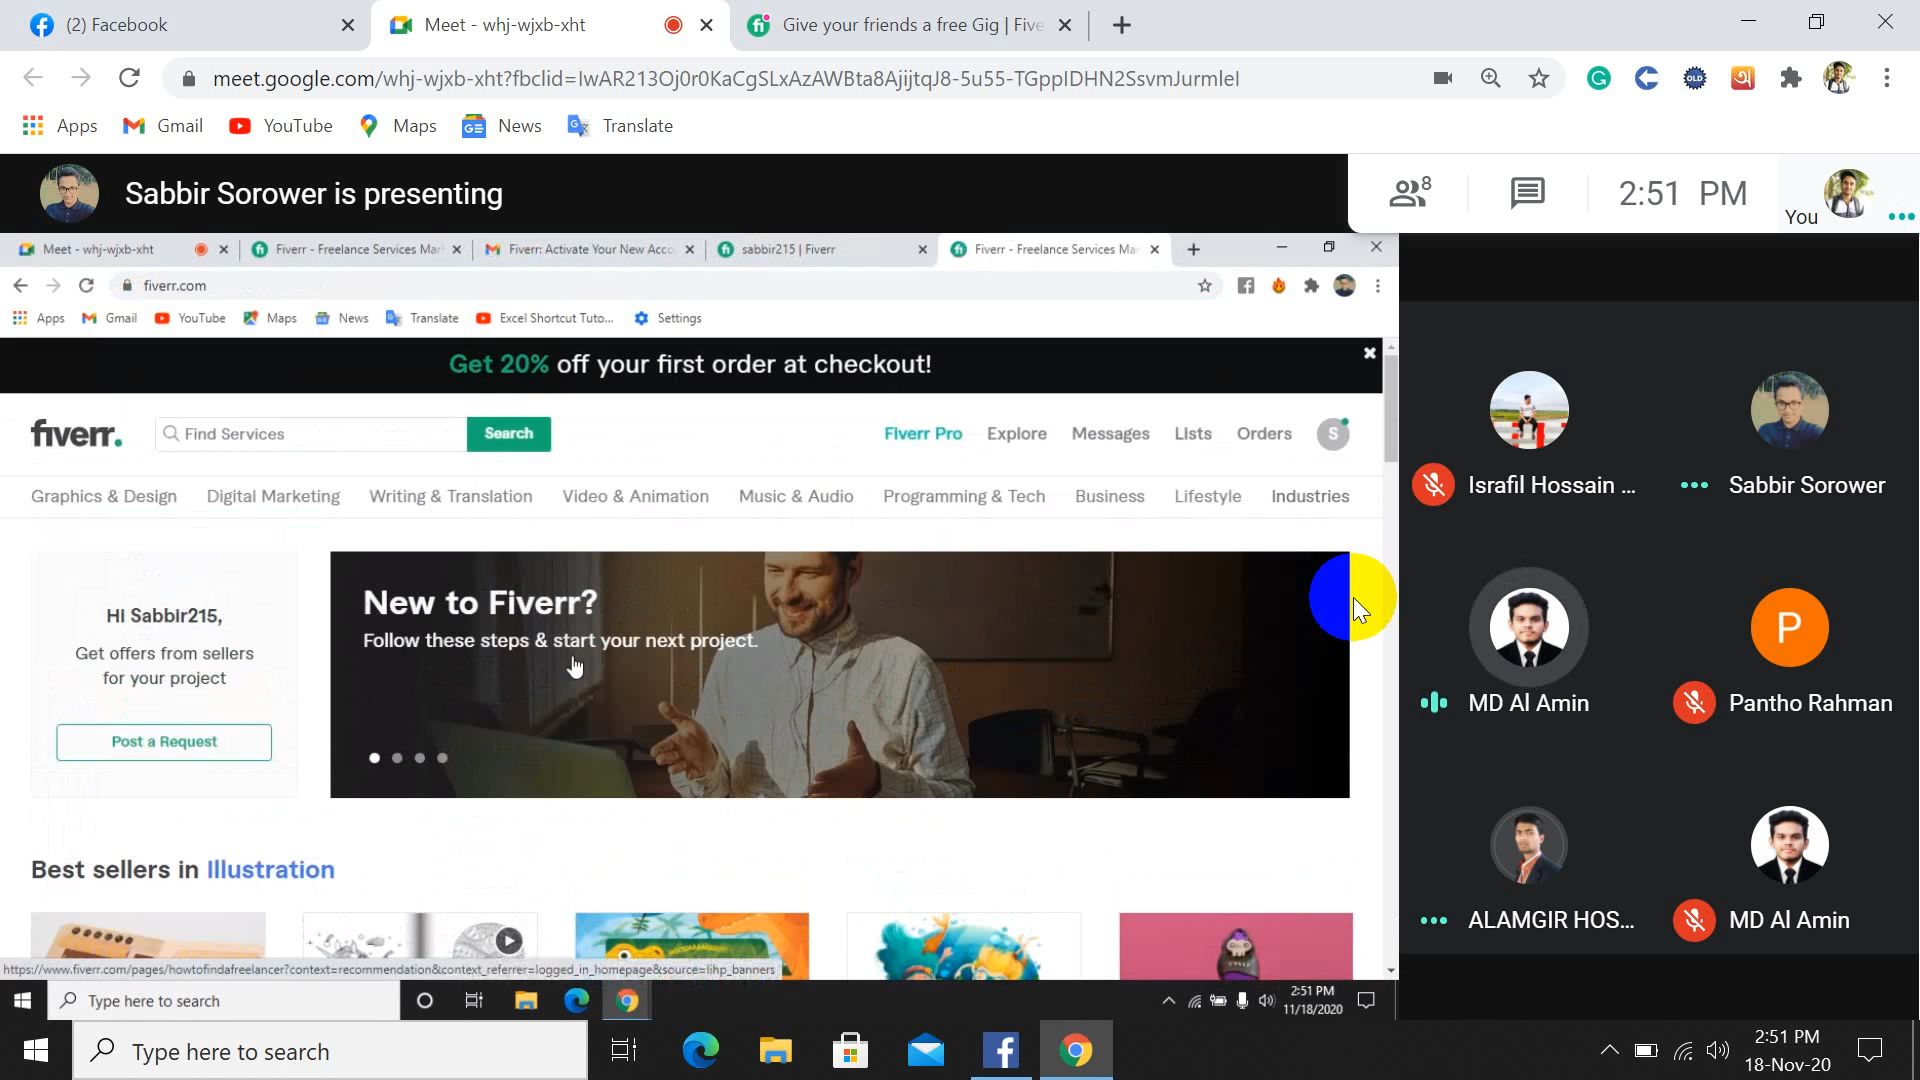 (2) Facebook
Meet - whj-wjxb-xht
Give your friends a free Gig | Five
meet.google.com/whj-wjxb-xht?fbclid=IwAR213Oj0r0KaCgSLxAzAWBta8AjijtqJ8-5u55-TGppIDHN2SsvmJurmIeI
OLD
অ
Apps
Gmail
YouTube
Maps
News
Translate
Sabbir Sorower is presenting
8
2:51 PM
You
Meet - whj-wjxb-xht
Fiverr - Freelance Services Mar
Fiverr: Activate Your New Acco
sabbir215 | Fiverr
Fiverr - Freelance Services Ma
fiverr.com
Apps
Gmail
YouTube
Maps
News
Translate
Excel Shortcut Tuto...
Settings
Get 20% off your first order at checkout!
fiverr.
Find Services
Search
Fiverr Pro
Explore
Messages
Lists
Orders
S
Graphics & Design
Digital Marketing
Writing & Translation
Video & Animation
Music & Audio
Programming & Tech
Business
Lifestyle
Industries
Hi Sabbir215,
Get offers from sellers
for your project
Post a Request
New to Fiverr?
Follow these steps & start your next project.
Best sellers in Illustration
https://www.fiverr.com/pages/howtofindafreelancer?context=recommendation&context_referrer=logged_in_homepage&source=lihp_banners
Type here to search
2:51 PM
11/18/2020
Israfil Hossain ...
Sabbir Sorower
MD Al Amin
P
Pantho Rahman
ALAMGIR HOS...
MD Al Amin
Type here to search
2:51 PM
18-Nov-20